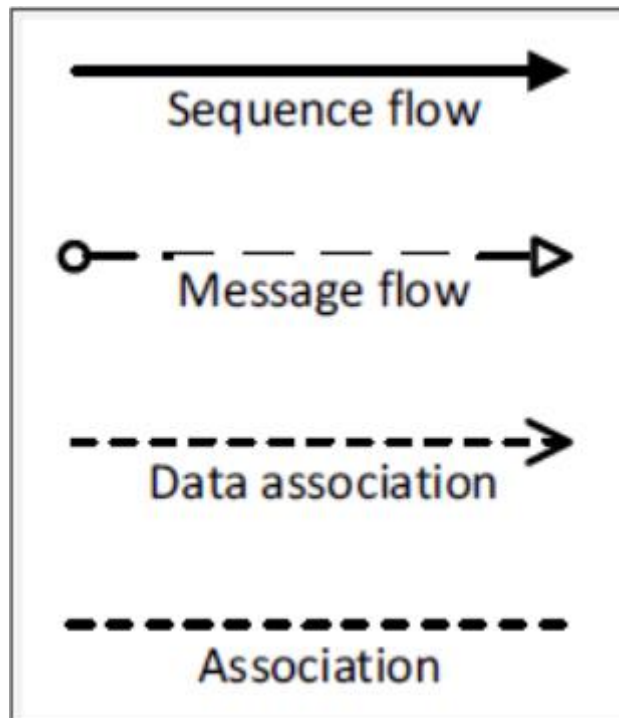 Sequence flow
Message flow
Data association
Association